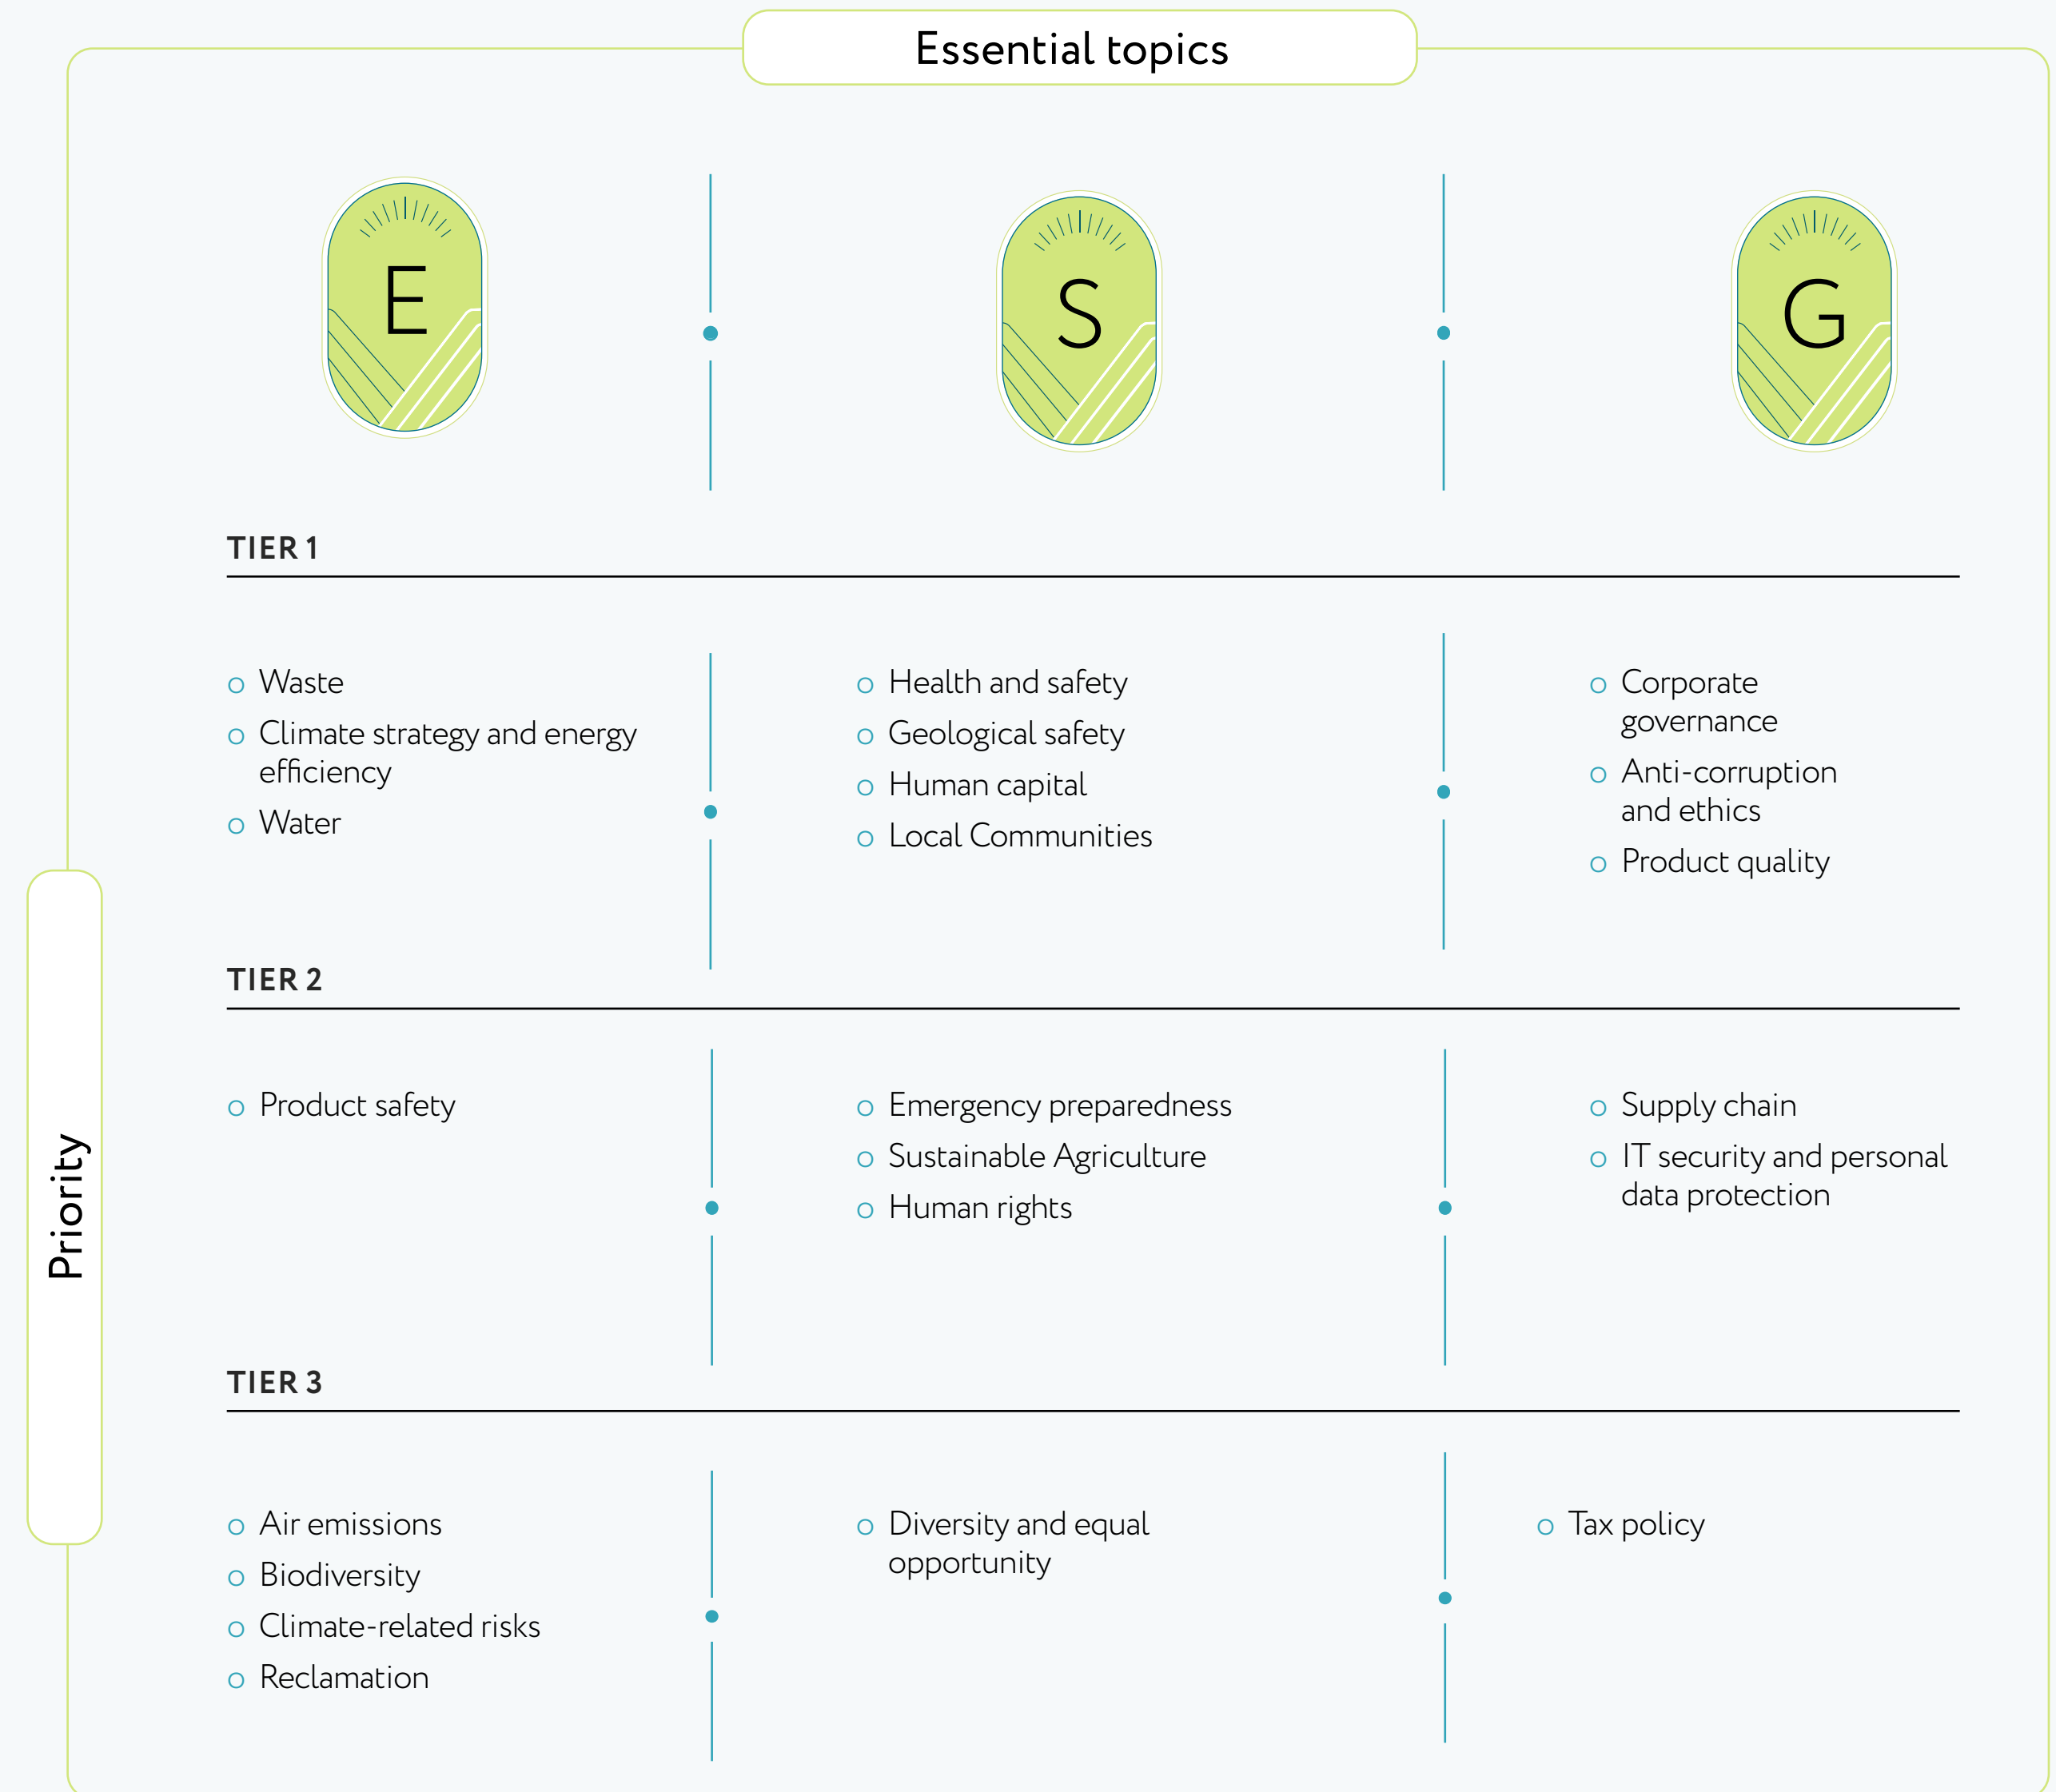 Essential topics
E
S
G
Priority
TIER 1
Waste
Climate strategy and energy
efficiency
Water
Health and safety
Geological safety
Human capital
Local Communities
Corporate
governance
Anti-corruption
and ethics
Product quality
TIER 2
Product safety
Emergency preparedness
Sustainable Agriculture
Human rights
Supply chain
IT security and personal
data protection
TIER 3
Air emissions
Biodiversity
Climate-related risks
Reclamation
Diversity and equal
opportunity
Tax policy